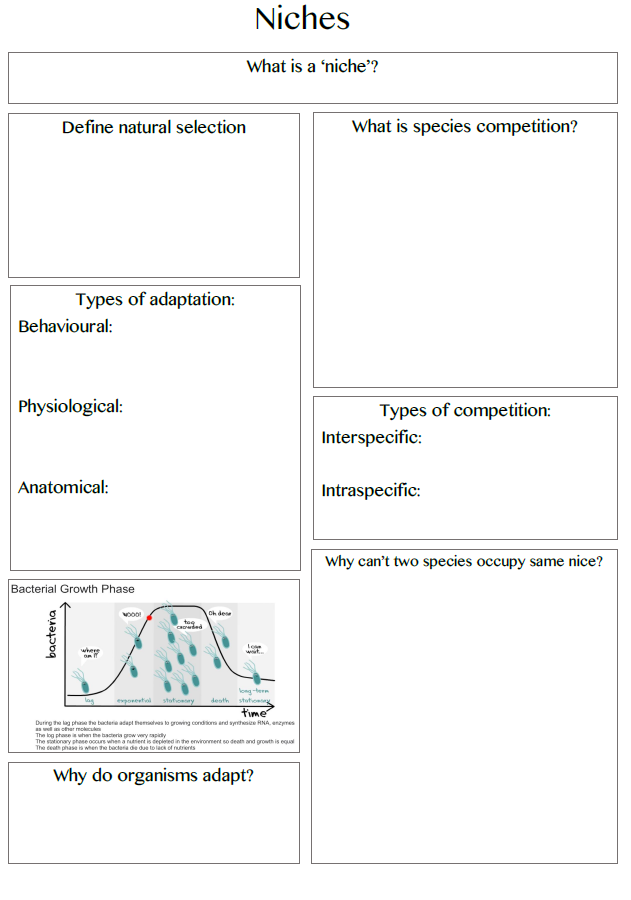 Niches
What is a ‘niche’?
Define natural selection
What is species competition?
Types of adaptation:
Behavioural:
Physiological:
Anatomical:
Types of competition:
Interspecific:
Intraspecific:
Bacterial Growth Phase
bacteria
where
am I?
WOOO!
too
crowded
Oh dear
I can
wait...
lag
exponential
stationary
death
long-term
stationary
time
During the lag phase the bacteria adapt themselves to growing conditions and synthesize RNA, enzymes
as well as other molecules
The log phase is when the bacteria grow very rapidly
The stationary phase occurs when a nutrient is depleted in the environment so death and growth is equal
The death phase is when the bacteria die due to lack of nutrients
Why can’t two species occupy same nice?
Why do organisms adapt?